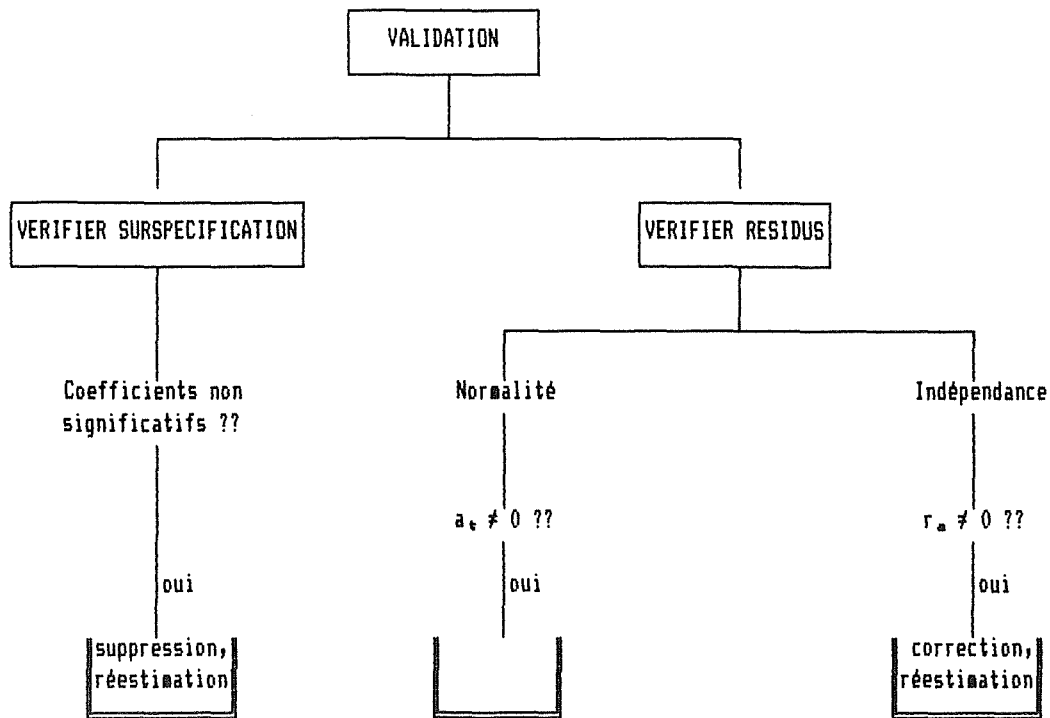 VALIDATION
VERIFIER SURSPECIFICATION
VERIFIER RESIDUS
Coefficients non
significatifs ??
Normalité
Indépendance
aₜ ≠ 0 ??
rₐ ≠ 0 ??
oui
oui
oui
suppression,
réestimation
correction,
réestimation